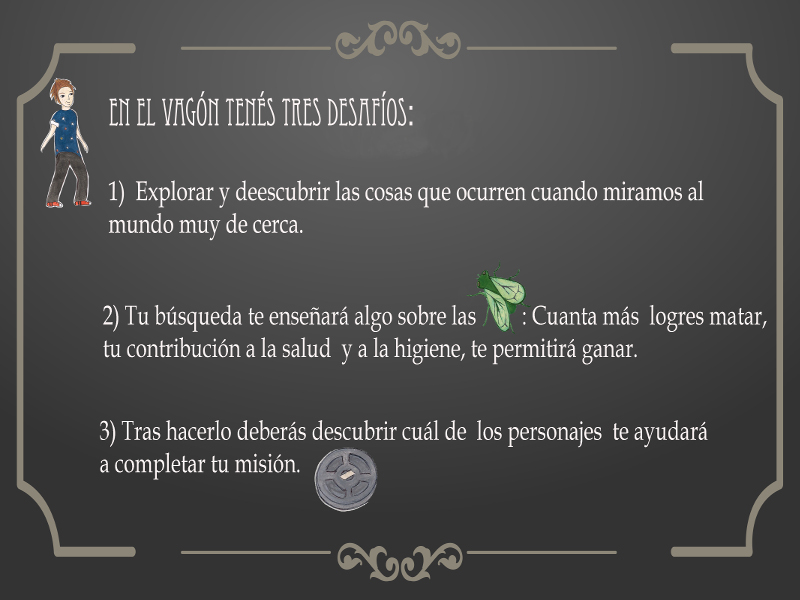 EN EL VAGÓN TENÉS TRES DESAFÍOS:
1) Explorar y deescubrir las cosas que ocurren cuando miramos al
mundo muy de cerca.
2) Tu búsqueda te enseñará algo sobre las : Cuanta más logres matar,
tu contribución a la salud y a la higiene, te permitirá ganar.
3) Tras hacerlo deberás descubrir cuál de los personajes te ayudará
a completar tu misión.